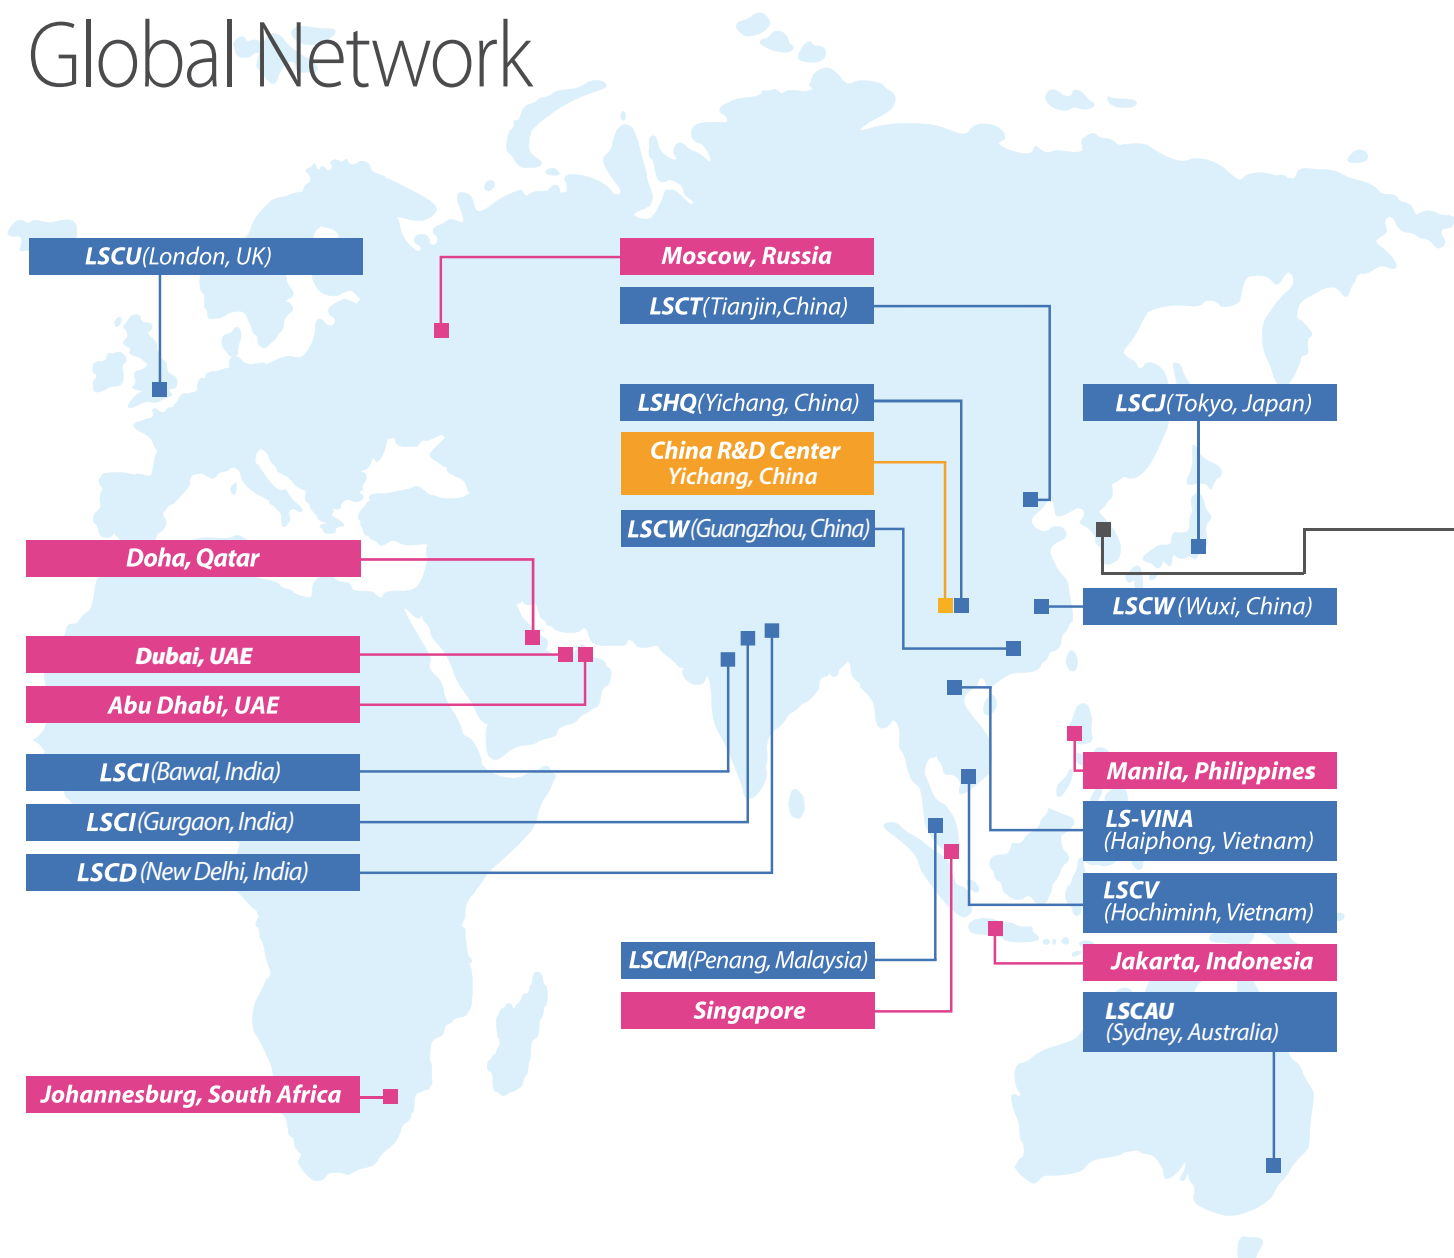 Global Network
LSCU(London, UK)
Moscow, Russia
LSCT(Tianjin,China)
LSHQ(Yichang, China)
LSCJ(Tokyo, Japan)
China R&D Center
Yichang, China
LSCW(Guangzhou, China)
Doha, Qatar
LSCW (Wuxi, China)
Dubai, UAE
Abu Dhabi, UAE
LSCI(Bawal, India)
Manila, Philippines
LSCI(Gurgaon, India)
LS-VINA
(Haiphong, Vietnam)
LSCD (New Delhi, India)
LSCV
(Hochiminh, Vietnam)
LSCM(Penang, Malaysia)
Jakarta, Indonesia
Singapore
LSCAU
(Sydney, Australia)
Johannesburg, South Africa